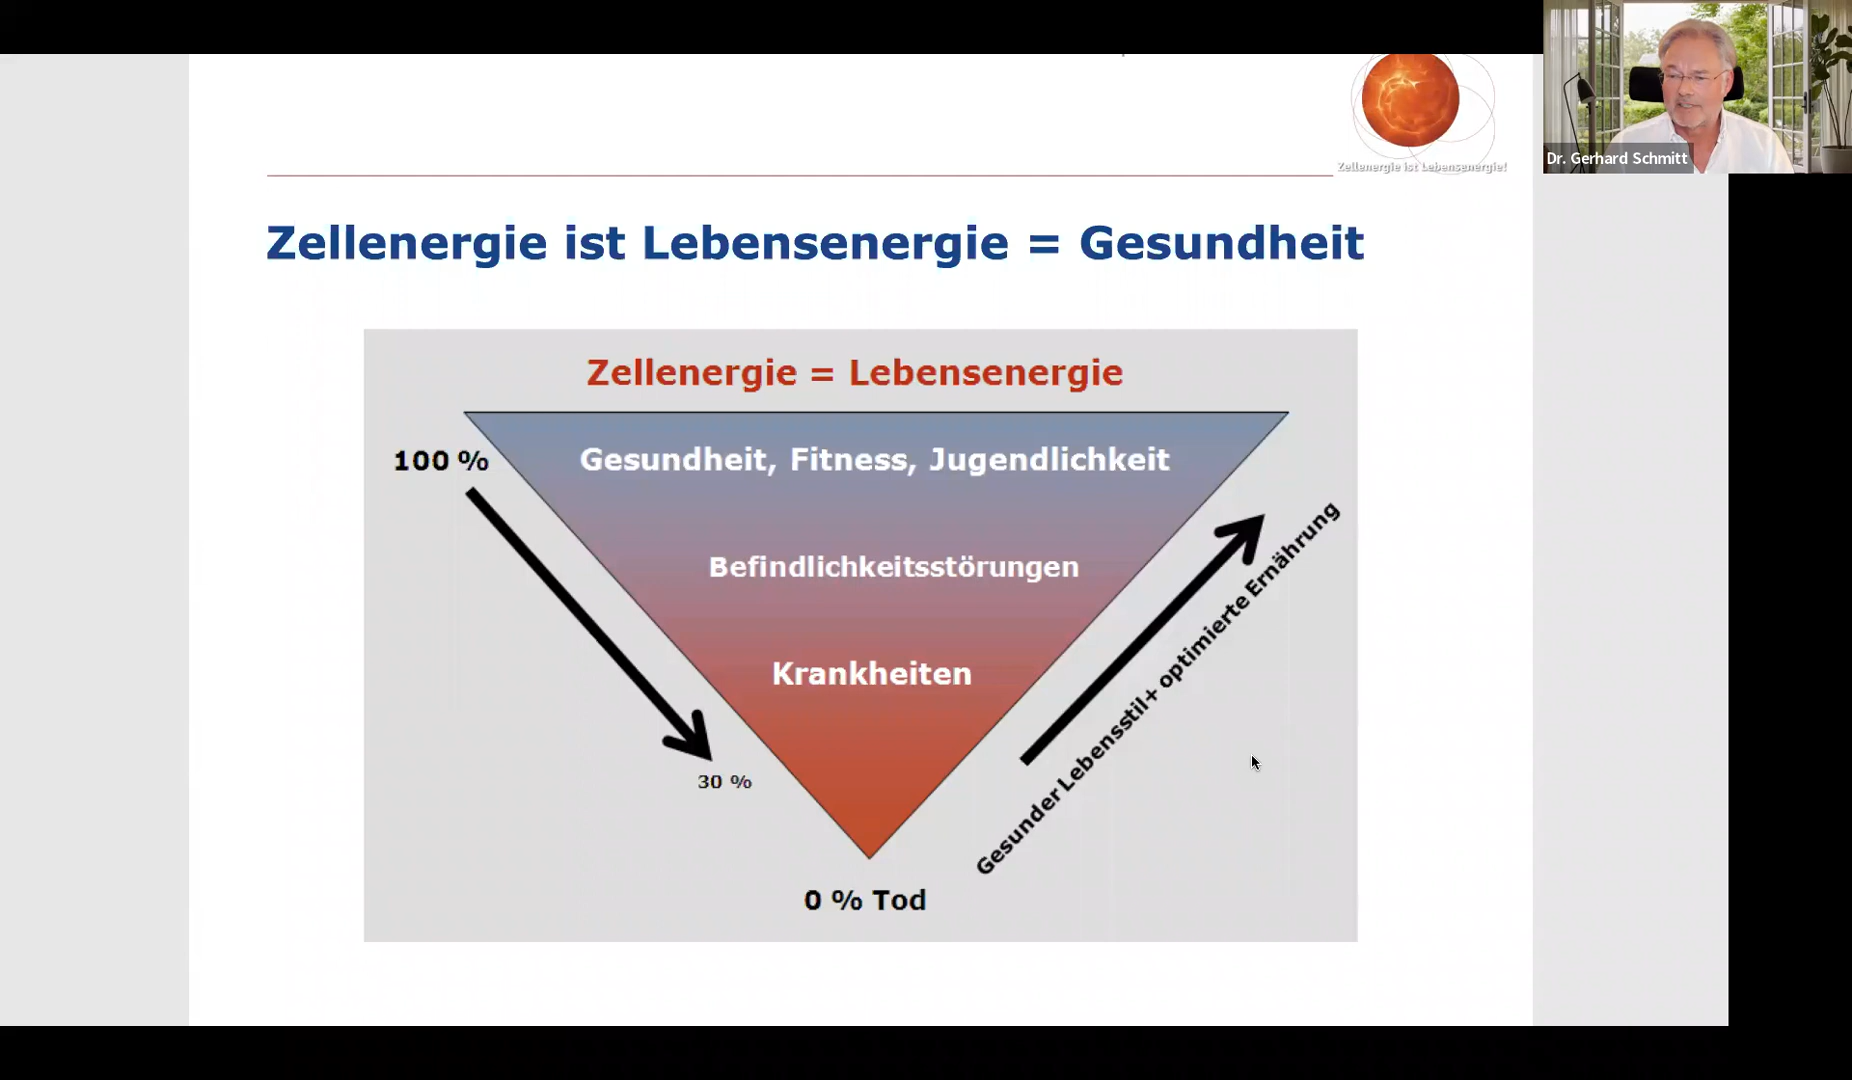 Zellenergie ist Lebensenergie!
Dr. Gerhard Schmitt
Zellenergie ist Lebensenergie = Gesundheit
Zellenergie = Lebensenergie
100 %
Gesundheit, Fitness, Jugendlichkeit
Befindlichkeitsstörungen
Krankheiten
30 %
Gesunder Lebensstil+ optimierte Ernährung
0 % Tod